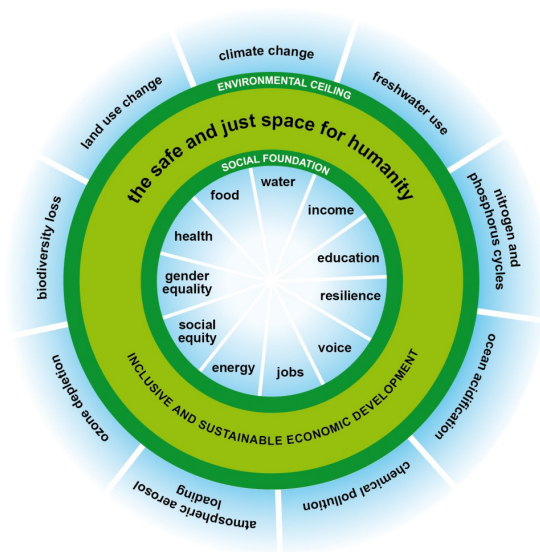 climate change
freshwater use
nitrogen and
phosphorus cycles
ocean acidification
chemical pollution
atmospheric aerosol
loading
ozone depletion
biodiversity loss
land use change
ENVIRONMENTAL CEILING
the safe and just space for humanity
SOCIAL FOUNDATION
water
income
education
resilience
voice
jobs
energy
social
equity
gender
equality
health
food
INCLUSIVE AND SUSTAINABLE ECONOMIC DEVELOPMENT